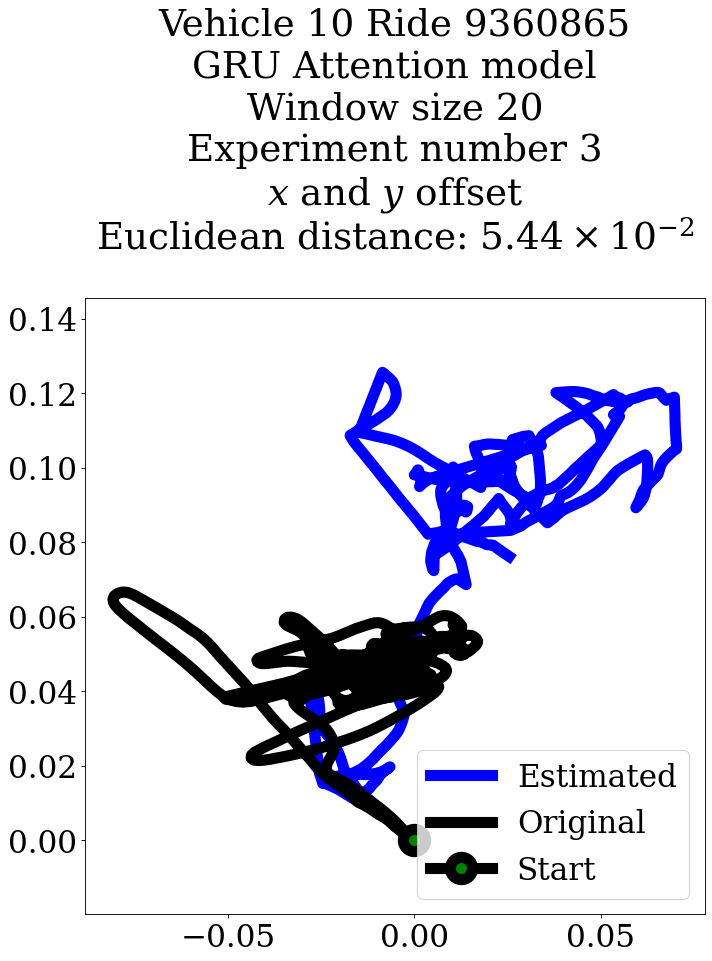 Vehicle 10 Ride 9360865
GRU Attention model
Window size 20
Experiment number 3
x and y offset
Euclidean distance: 5.44 × 10⁻²
0.14
0.12
0.10
0.08
0.06
0.04
0.02
0.00
Estimated
Original
Start
−0.05
0.00
0.05